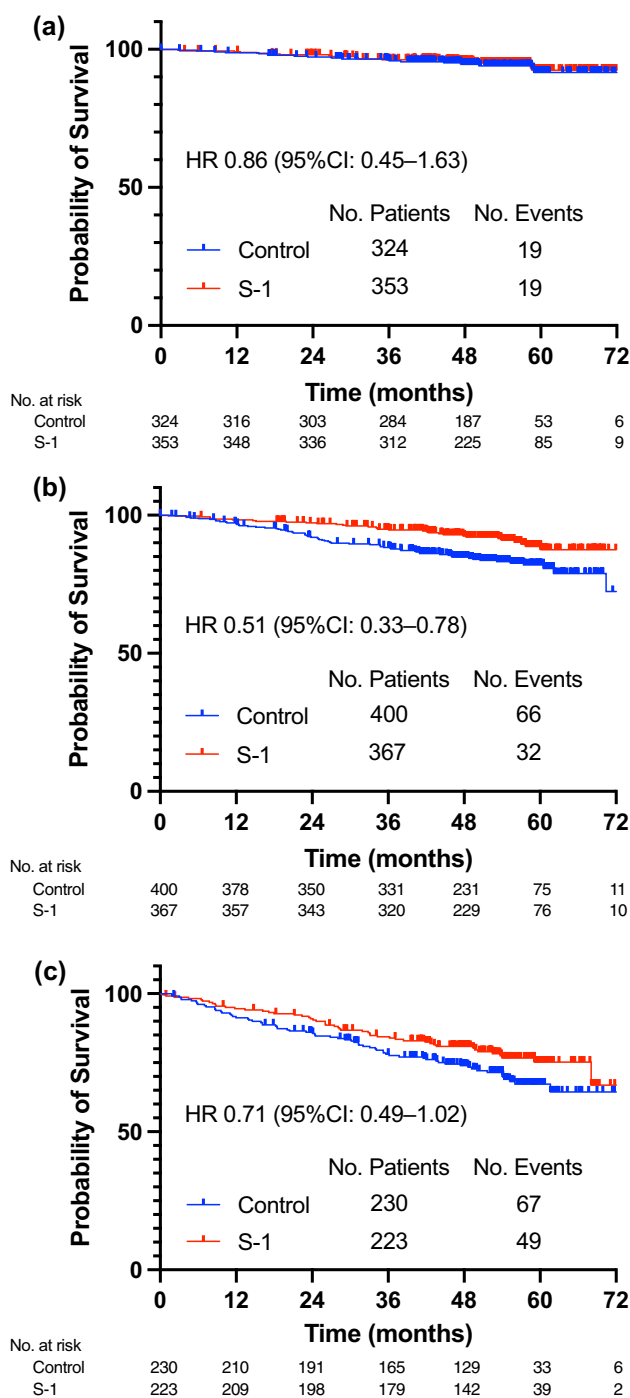 (a)
Probability of Survival
100
50
0
HR 0.86 (95%CI: 0.45–1.63)
No. Patients No. Events
Control 324 19
S-1 353 19
0 12 24 36 48 60 72
Time (months)
No. at risk
Control 324 316 303 284 187 53 6
S-1 353 348 336 312 225 85 9
(b)
Probability of Survival
100
50
0
HR 0.51 (95%CI: 0.33–0.78)
No. Patients No. Events
Control 400 66
S-1 367 32
0 12 24 36 48 60 72
Time (months)
No. at risk
Control 400 378 350 331 231 75 11
S-1 367 357 343 320 229 76 10
(c)
Probability of Survival
100
50
0
HR 0.71 (95%CI: 0.49–1.02)
No. Patients No. Events
Control 230 67
S-1 223 49
0 12 24 36 48 60 72
Time (months)
No. at risk
Control 230 210 191 165 129 33 6
S-1 223 209 198 179 142 39 2